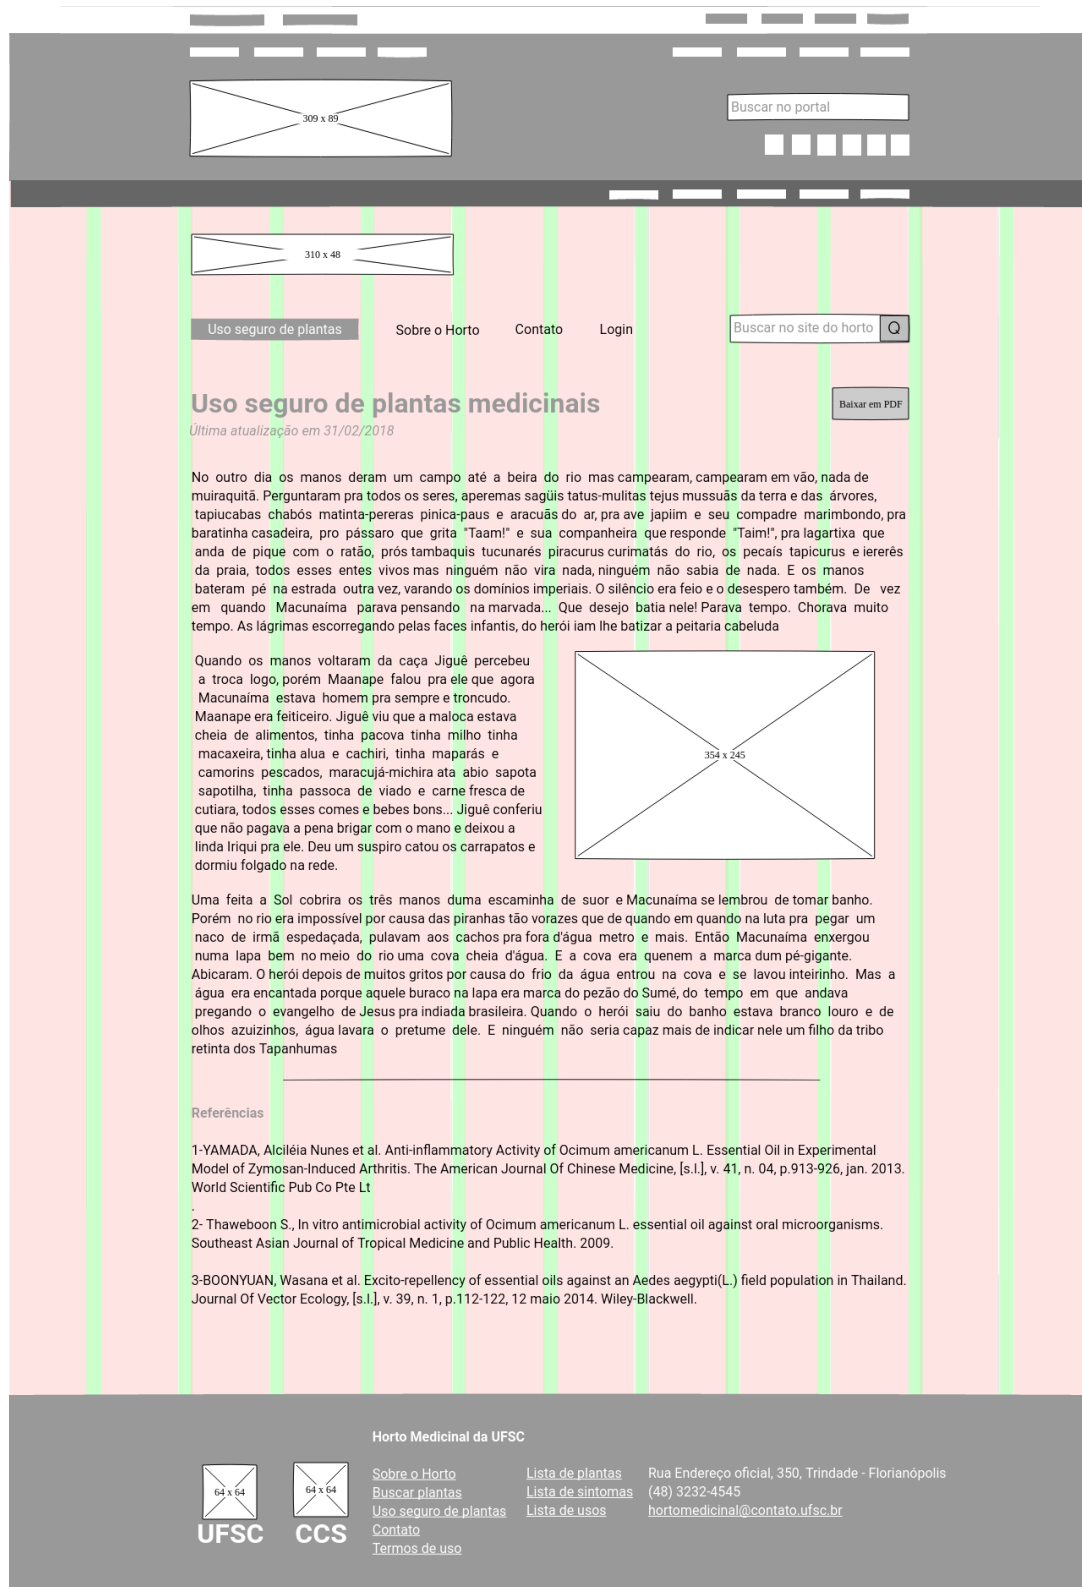 309 x 89
Buscar no portal
310 x 48
Uso seguro de plantas
Sobre o Horto
Contato
Login
Buscar no site do horto
Uso seguro de plantas medicinais
Baixar em PDF
Última atualização em 31/02/2018
No outro dia os manos deram um campo até a beira do rio mas campearam, campearam em vão, nada de
muiraquitã. Perguntaram pra todos os seres, aperemas sagüis tatus-mulitas tejus mussuãs da terra e das árvores,
tapiucabas chabós matinta-pereras pinica-paus e aracuãs do ar, pra ave japiim e seu compadre marimbondo, pra
baratinha casadeira, pro pássaro que grita "Taam!" e sua companheira que responde "Taim!", pra lagartixa que
anda de pique com o ratão, prós tambaquis tucunarés piracurus curimatás do rio, os pecaís tapicurus e iererês
da praia, todos esses entes vivos mas ninguém não vira nada, ninguém não sabia de nada. E os manos
bateram pé na estrada outra vez, varando os domínios imperiais. O silêncio era feio e o desespero também. De vez
em quando Macunaíma parava pensando na marvada... Que desejo batia nele! Parava tempo. Chorava muito
tempo. As lágrimas escorregando pelas faces infantis, do herói iam lhe batizar a peitaria cabeluda
Quando os manos voltaram da caça Jiguê percebeu
a troca logo, porém Maanape falou pra ele que agora
Macunaíma estava homem pra sempre e troncudo.
Maanape era feiticeiro. Jiguê viu que a maloca estava
cheia de alimentos, tinha pacova tinha milho tinha
macaxeira, tinha alua e cachiri, tinha maparás e
camorins pescados, maracujá-michira ata abio sapota
sapotilha, tinha passoca de viado e carne fresca de
cutiara, todos esses comes e bebes bons... Jiguê conferiu
que não pagava a pena brigar com o mano e deixou a
linda Iriqui pra ele. Deu um suspiro catou os carrapatos e
dormiu folgado na rede.
354 x 245
Uma feita a Sol cobrira os três manos duma escaminha de suor e Macunaíma se lembrou de tomar banho.
Porém no rio era impossível por causa das piranhas tão vorazes que de quando em quando na luta pra pegar um
naco de irmã espedaçada, pulavam aos cachos pra fora d'água metro e mais. Então Macunaíma enxergou
numa lapa bem no meio do rio uma cova cheia d'água. E a cova era quenem a marca dum pé-gigante.
Abicaram. O herói depois de muitos gritos por causa do frio da água entrou na cova e se lavou inteirinho. Mas a
água era encantada porque aquele buraco na lapa era marca do pezão do Sumé, do tempo em que andava
pregando o evangelho de Jesus pra indiada brasileira. Quando o herói saiu do banho estava branco louro e de
olhos azuizinhos, água lavara o pretume dele. E ninguém não seria capaz mais de indicar nele um filho da tribo
retinta dos Tapanhumas
Referências
1-YAMADA, Alciléia Nunes et al. Anti-inflammatory Activity of Ocimum americanum L. Essential Oil in Experimental
Model of Zymosan-Induced Arthritis. The American Journal Of Chinese Medicine, [s.l.], v. 41, n. 04, p.913-926, jan. 2013.
World Scientific Pub Co Pte Lt
.
2- Thaweboon S., In vitro antimicrobial activity of Ocimum americanum L. essential oil against oral microorganisms.
Southeast Asian Journal of Tropical Medicine and Public Health. 2009.
3-BOONYUAN, Wasana et al. Excito-repellency of essential oils against an Aedes aegypti(L.) field population in Thailand.
Journal Of Vector Ecology, [s.l.], v. 39, n. 1, p.112-122, 12 maio 2014. Wiley-Blackwell.
64 x 64
UFSC
64 x 64
CCS
Horto Medicinal da UFSC
Sobre o Horto
Buscar plantas
Uso seguro de plantas
Contato
Termos de uso
Lista de plantas
Lista de sintomas
Lista de usos
Rua Endereço oficial, 350, Trindade - Florianópolis
(48) 3232-4545
hortomedicinal@contato.ufsc.br